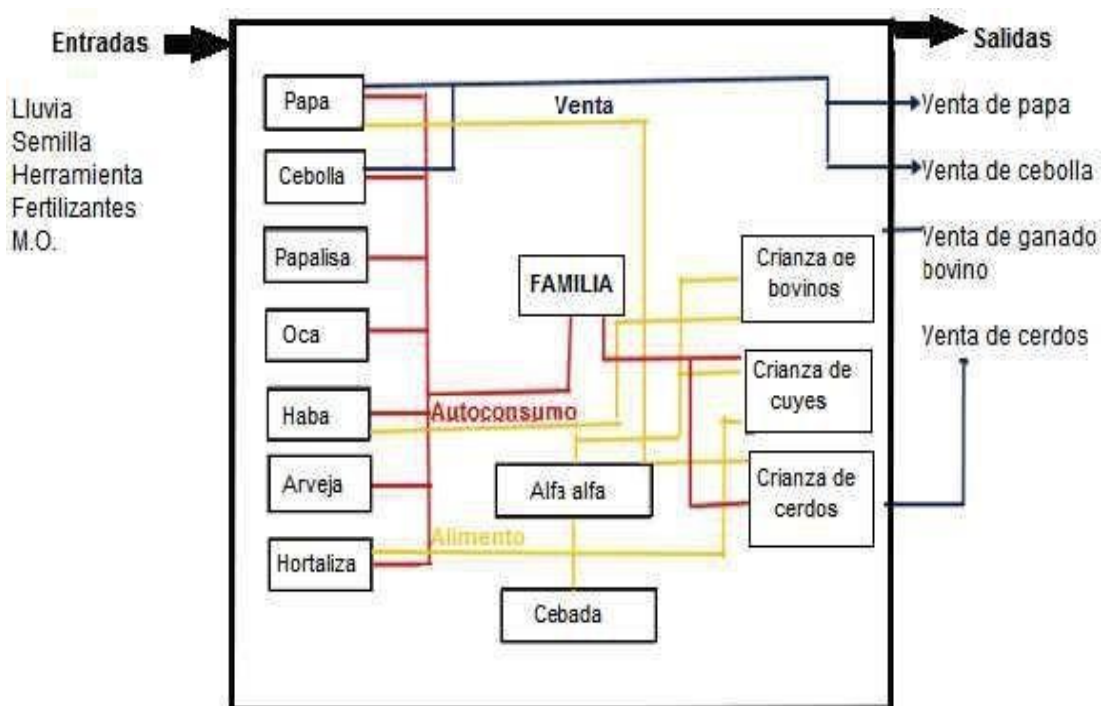 Entradas
Salidas
Lluvia
Semilla
Herramienta
Fertilizantes
M.O.
Papa
Cebolla
Papalisa
Oca
Haba
Arveja
Hortaliza
Venta
FAMILIA
Autoconsumo
Alfa alfa
Alimento
Cebada
Crianza de
bovinos
Crianza de
cuyes
Crianza de
cerdos
Venta de papa
Venta de cebolla
Venta de ganado
bovino
Venta de cerdos